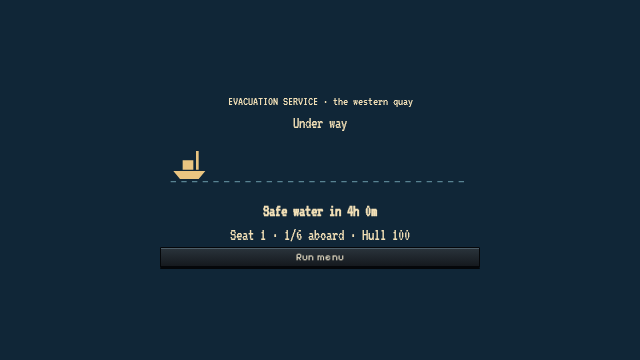 EVACUATION SERVICE · the western quay
Under way
Safe water in 4h 0m
Seat 1 · 1/6 aboard · Hull 100
Run menu